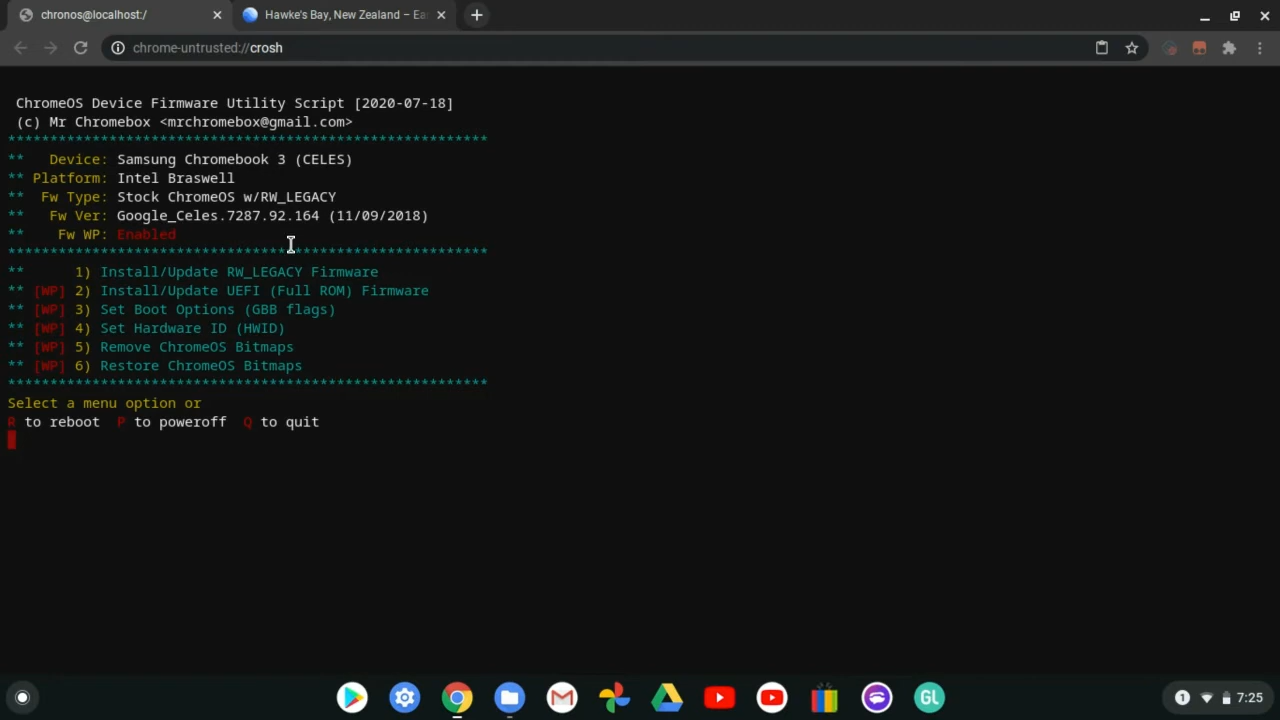 chronos@localhost:/
Hawke's Bay, New Zealand – Ea
chrome-untrusted://crosh
ChromeOS Device Firmware Utility Script [2020-07-18]
(c) Mr Chromebox <mrchromebox@gmail.com>
*********************************************************
** Device: Samsung Chromebook 3 (CELES)
** Platform: Intel Braswell
** Fw Type: Stock ChromeOS w/RW_LEGACY
** Fw Ver: Google_Celes.7287.92.164 (11/09/2018)
** Fw WP: Enabled
*********************************************************
** 1) Install/Update RW_LEGACY Firmware
** [WP] 2) Install/Update UEFI (Full ROM) Firmware
** [WP] 3) Set Boot Options (GBB flags)
** [WP] 4) Set Hardware ID (HWID)
** [WP] 5) Remove ChromeOS Bitmaps
** [WP] 6) Restore ChromeOS Bitmaps
*********************************************************
Select a menu option or
R to reboot P to poweroff Q to quit
GL
1 7:25